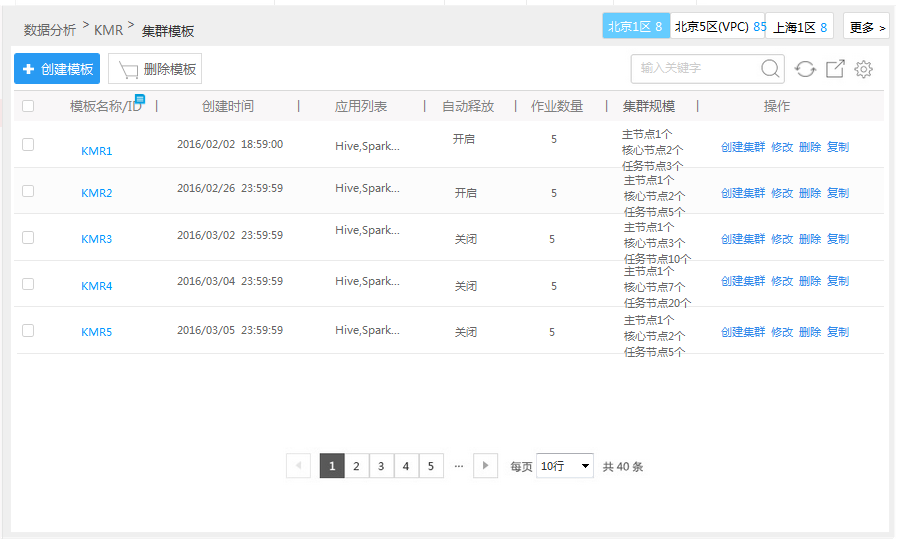 数据分析 > KMR > 集群模板
北京1区 8 北京5区(VPC) 85 上海1区 8 更多 >
+ 创建模板 删除模板 输入关键字
模板名称/ID | 创建时间 | 应用列表 | 自动释放 | 作业数量 | 集群规模 | 操作
KMR1 2016/02/02 18:59:00 Hive,Spark... 开启 5 主节点1个
核心节点2个
任务节点3个
创建集群 修改 删除 复制
KMR2 2016/02/26 23:59:59 Hive,Spark... 开启 5 主节点1个
核心节点2个
任务节点5个
创建集群 修改 删除 复制
KMR3 2016/03/02 23:59:59 Hive,Spark... 关闭 5 主节点1个
核心节点3个
任务节点10个
创建集群 修改 删除 复制
KMR4 2016/03/04 23:59:59 Hive,Spark... 关闭 5 主节点1个
核心节点7个
任务节点20个
创建集群 修改 删除 复制
KMR5 2016/03/05 23:59:59 Hive,Spark... 关闭 5 主节点1个
核心节点2个
任务节点5个
创建集群 修改 删除 复制
1 2 3 4 5 ... 每页 10行 共 40 条